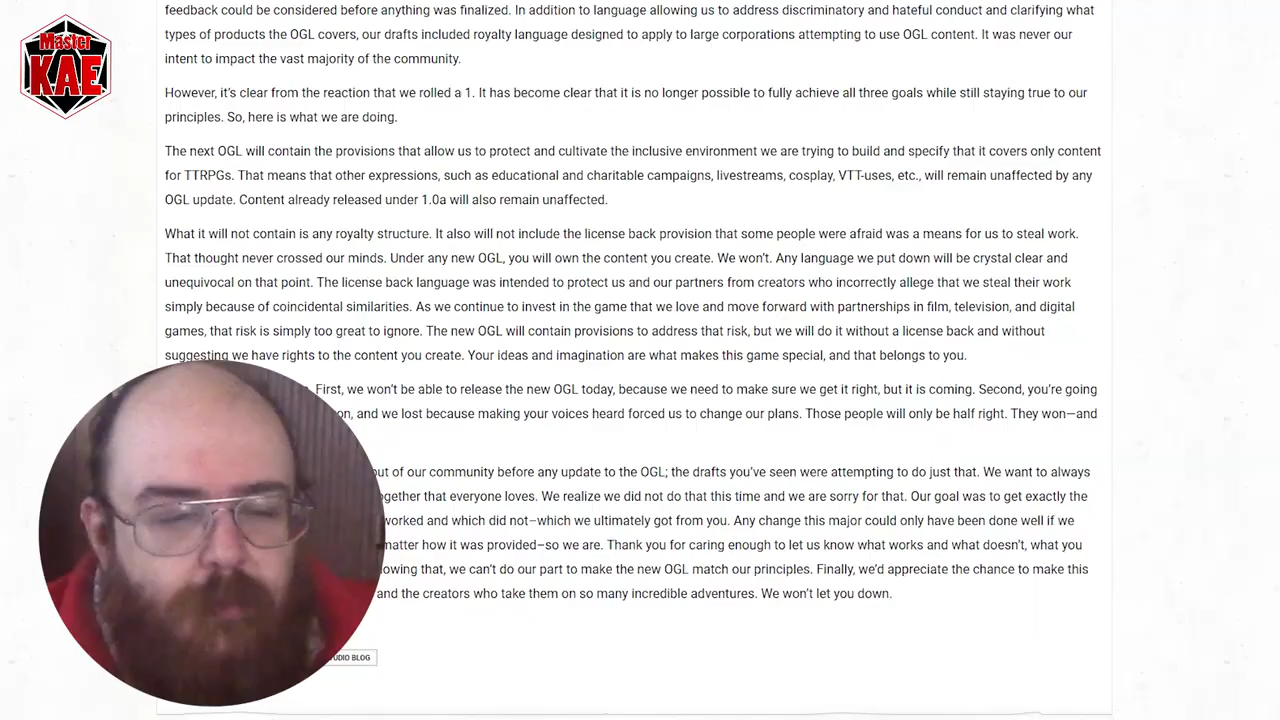 feedback could be considered before anything was finalized. In addition to language allowing us to address discriminatory and hateful conduct and clarifying what
Master
types of products the OGL covers, our drafts included royalty language designed to apply to large corporations attempting to use OGL content. It was never our
KAE
intent to impact the vast majority of the community.
However, it's clear from the reaction that we rolled a 1. It has become clear that it is no longer possible to fully achieve all three goals while still staying true to our
principles. So, here is what we are doing.
The next OGL will contain the provisions that allow us to protect and cultivate the inclusive environment we are trying to build and specify that it covers only content
for TTRPGs. That means that other expressions, such as educational and charitable campaigns, livestreams, cosplay, VTT-uses, etc., will remain unaffected by any
OGL update. Content already released under 1.0a will also remain unaffected.
What it will not contain is any royalty structure. It also will not include the license back provision that some people were afraid was a means for us to steal work.
That thought never crossed our minds. Under any new OGL, you will own the content you create. We won't. Any language we put down will be crystal clear and
unequivocal on that point. The license back language was intended to protect us and our partners from creators who incorrectly allege that we steal their work
simply because of coincidental similarities. As we continue to invest in the game that we love and move forward with partnerships in film, television, and digital
games, that risk is simply too great to ignore. The new OGL will contain provisions to address that risk, but we will do it without a license back and without
suggesting we have rights to the content you create. Your ideas and imagination are what makes this game special, and that belongs to you.
First, we won't be able to release the new OGL today, because we need to make sure we get it right, but it is coming. Second, you're going
on, and we lost because making your voices heard forced us to change our plans. Those people will only be half right. They won—and
out of our community before any update to the OGL; the drafts you've seen were attempting to do just that. We want to always
gether that everyone loves. We realize we did not do that this time and we are sorry for that. Our goal was to get exactly the
worked and which did not–which we ultimately got from you. Any change this major could only have been done well if we
matter how it was provided–so we are. Thank you for caring enough to let us know what works and what doesn't, what you
owing that, we can't do our part to make the new OGL match our principles. Finally, we'd appreciate the chance to make this
and the creators who take them on so many incredible adventures. We won't let you down.
UDIO BLOG